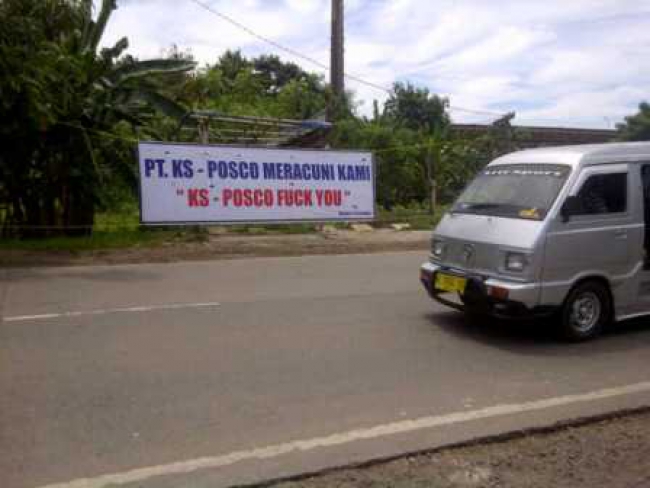 PT. KS - POSCO MERACUNI KAMI
" KS - POSCO FUCK YOU "